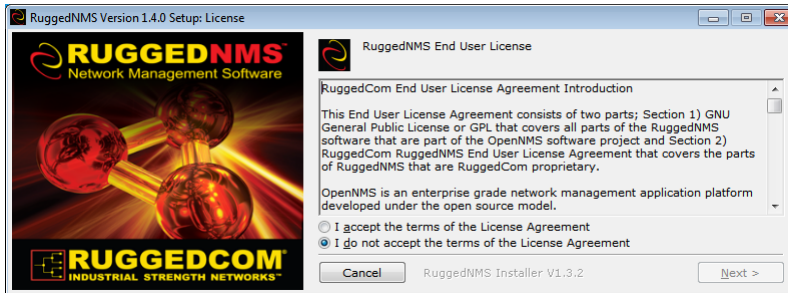 RuggedNMS Version 1.4.0 Setup: License
RUGGEDNMS™
Network Management Software
RUGGEDCOM®
INDUSTRIAL STRENGTH NETWORKS™
RuggedNMS End User License
RuggedCom End User License Agreement Introduction
This End User License Agreement consists of two parts; Section 1) GNU
General Public License or GPL that covers all parts of the RuggedNMS
software that are part of the OpenNMS software project and Section 2)
RuggedCom RuggedNMS End User License Agreement that covers the parts
of RuggedNMS that are RuggedCom proprietary.
OpenNMS is an enterprise grade network management application platform
developed under the open source model.
I accept the terms of the License Agreement
I do not accept the terms of the License Agreement
Cancel
RuggedNMS Installer V1.3.2
Next >